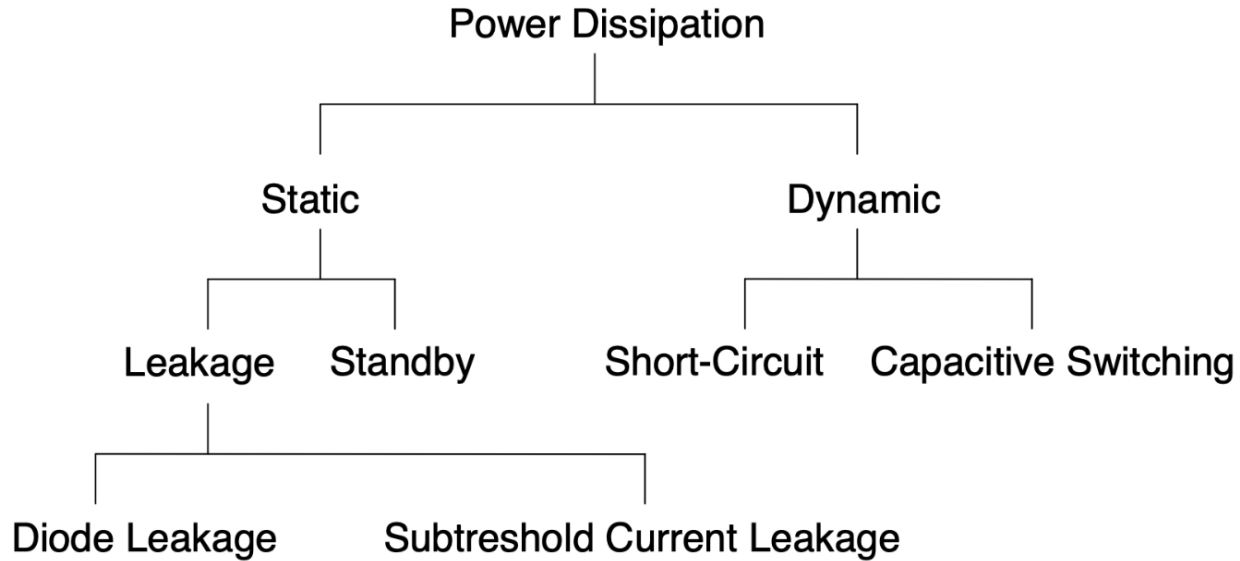 Power Dissipation
Static Dynamic
Leakage Standby Short-Circuit Capacitive Switching
Diode Leakage Subtreshold Current Leakage